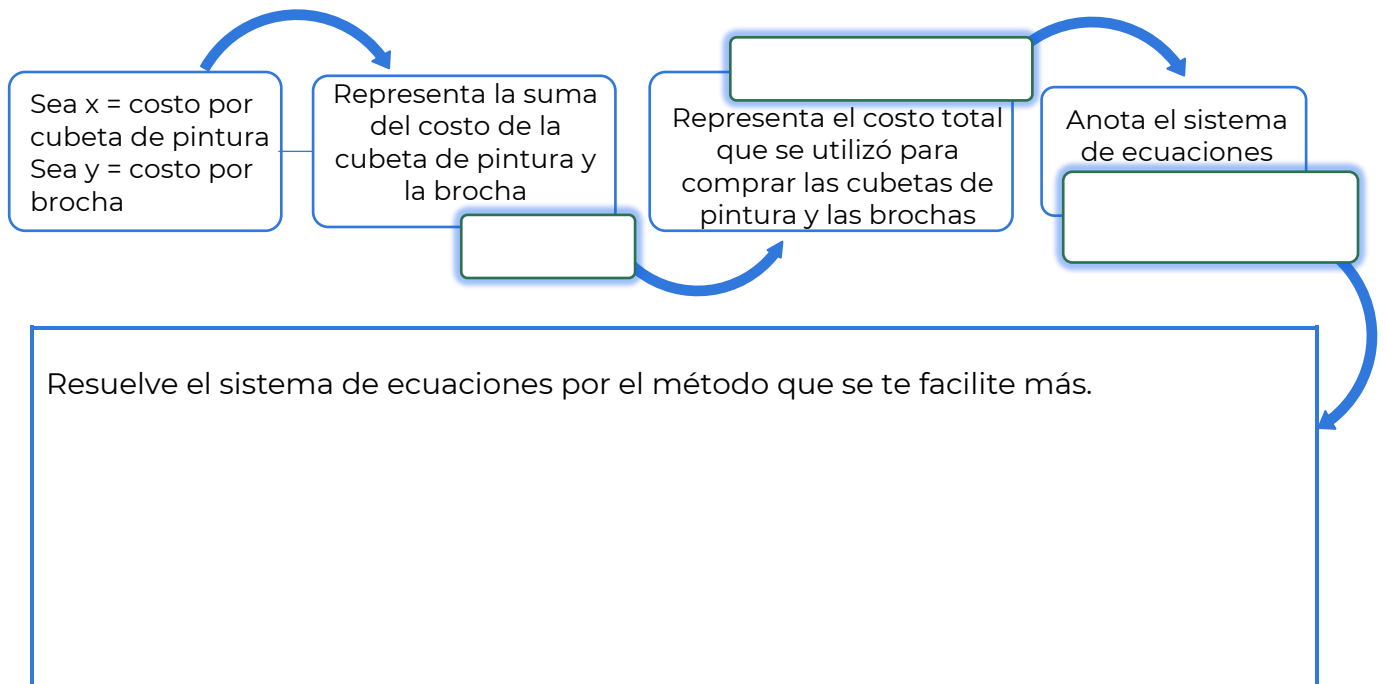 Sea x = costo por
cubeta de pintura
Sea y = costo por
brocha
Representa la suma
del costo de la
cubeta de pintura y
la brocha
Representa el costo total
que se utilizó para
comprar las cubetas de
pintura y las brochas
Anota el sistema
de ecuaciones
Resuelve el sistema de ecuaciones por el método que se te facilite más.